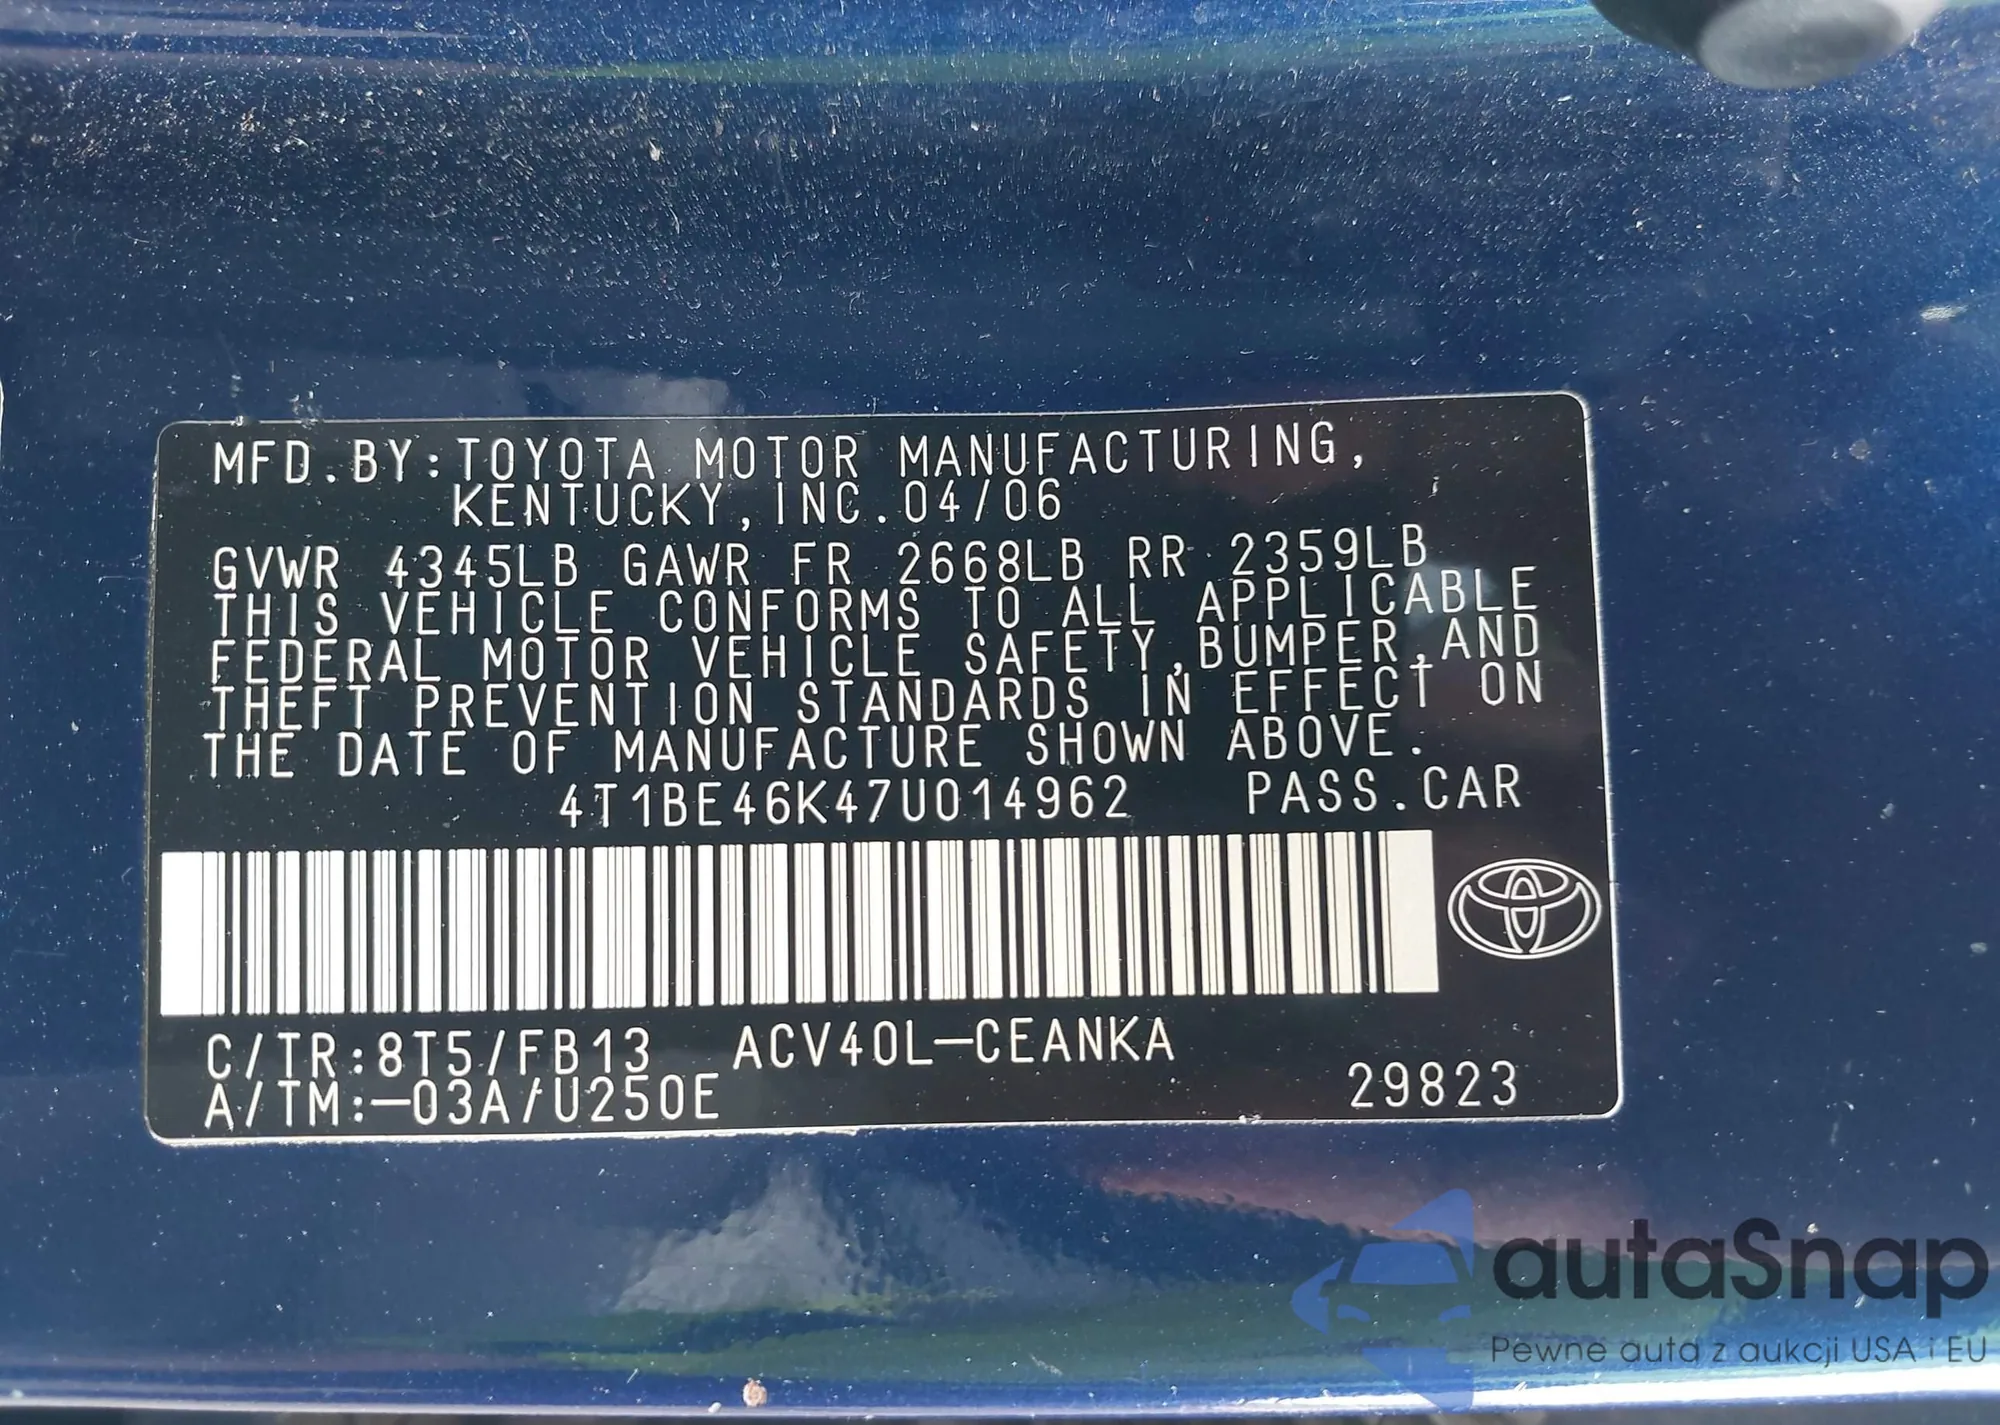 MFD.BY:TOYOTA MOTOR MANUFACTURING,
KENTUCKY,INC.04/06
GVWR 4345LB GAWR FR 2668LB RR 2359LB
THIS VEHICLE CONFORMS TO ALL APPLICABLE
FEDERAL MOTOR VEHICLE SAFETY,BUMPER,AND
THEFT PREVENTION STANDARDS IN EFFECT ON
THE DATE OF MANUFACTURE SHOWN ABOVE.
4T1BE46K47U014962 PASS.CAR
C/TR:8T5/FB13 ACV40L-CEANKA
A/TM:-03A/U250E 29823
autaSnap
Pewne auta z aukcji USA i EU